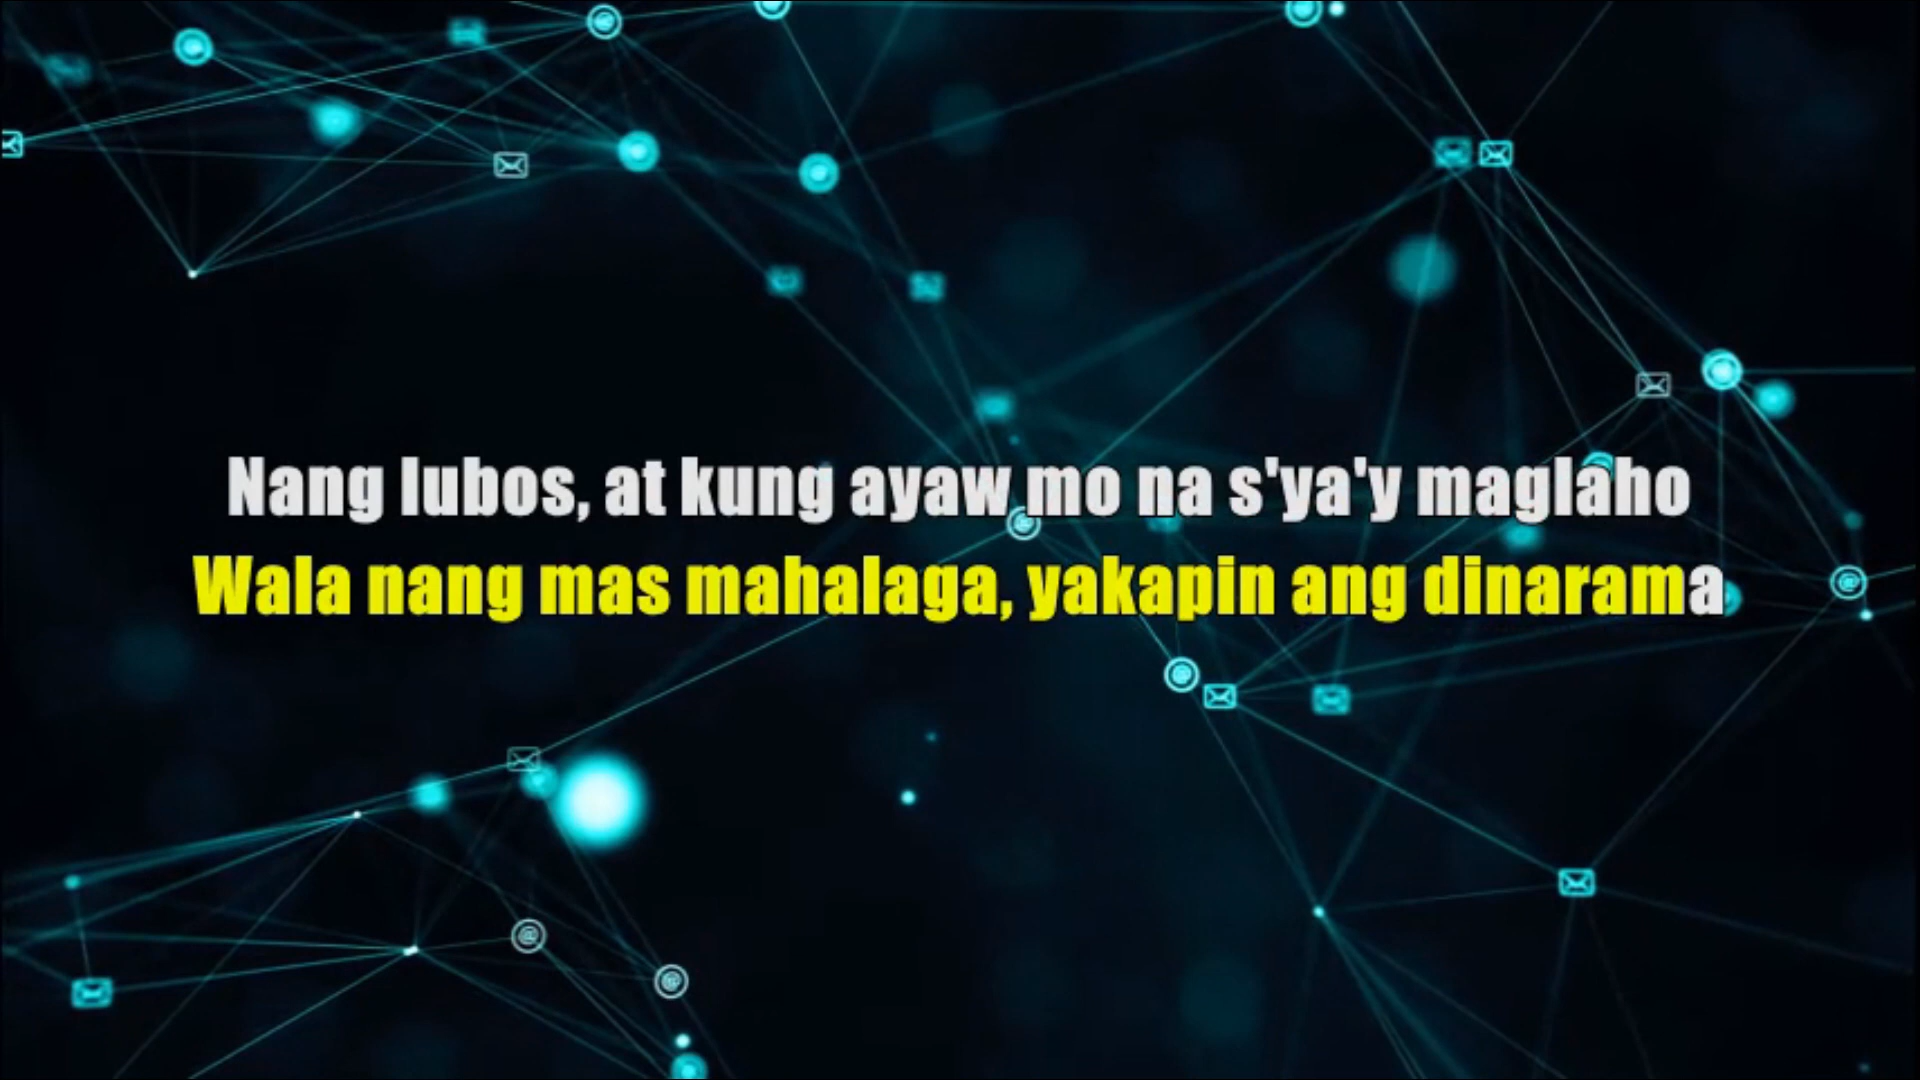 Nang lubos, at kung ayaw mo na s'ya'y maglaho
Wala nang mas mahalaga, yakapin ang dinarama